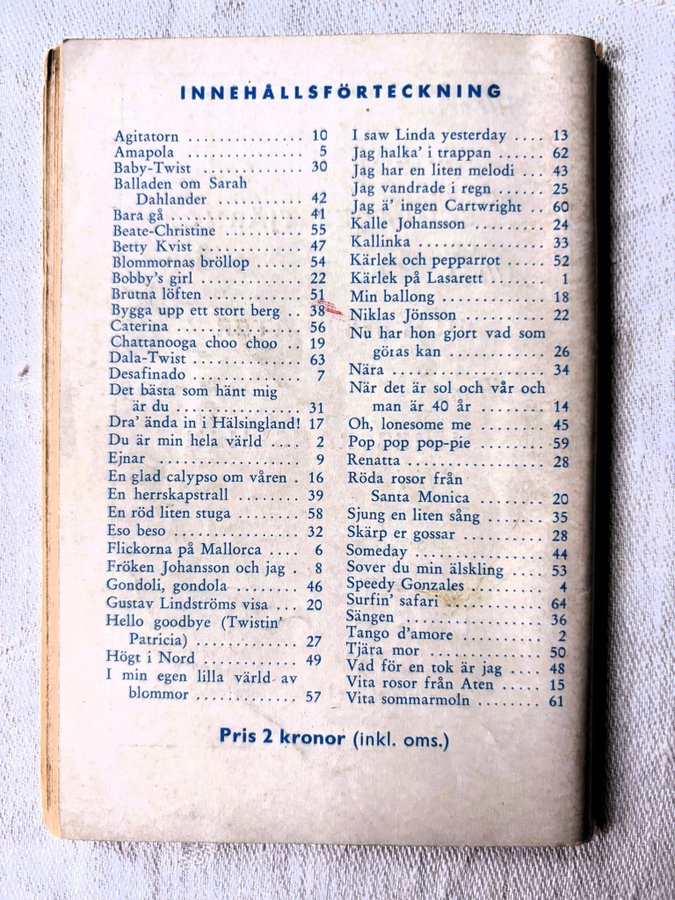 INNEHÅLLSFÖRTECKNING
Agitatorn ............... 10
Amapola ............... 5
Baby-Twist ............... 30
Balladen om Sarah
Dahlander ............ 42
Bara gå ............... 41
Beate-Christine ......... 55
Betty Kvist ............ 47
Blommornas bröllop ...... 54
Bobby's girl ............ 22
Brutna löften ............ 51
Bygga upp ett stort berg .. 38
Caterina ............... 56
Chattanooga choo choo .. 19
Dala-Twist ............... 63
Desafinado ............... 7
Det bästa som hänt mig
är du ............... 31
Dra' ända in i Hälsingland! 17
Du är min hela värld .... 2
Ejnar .................. 9
En glad calypso om våren . 16
En herrskapstrall ......... 39
En röd liten stuga ....... 58
Eso beso ............... 32
Flickorna på Mallorca .... 6
Fröken Johansson och jag . 8
Gondoli, gondola ......... 46
Gustav Lindströms visa ... 20
Hello goodbye (Twistin'
Patricia) ............ 27
Högt i Nord ............ 49
I min egen lilla värld av
blommor ............ 57
I saw Linda yesterday .... 13
Jag halka' i trappan ...... 62
Jag har en liten melodi ... 43
Jag vandrade i regn ...... 25
Jag ä' ingen Cartwright .. 60
Kalle Johansson ......... 24
Kallinka ............... 33
Kärlek och pepparrot ..... 52
Kärlek på Lasarett ....... 1
Min ballong ............ 18
Niklas Jönsson ......... 22
Nu har hon gjort vad som
göras kan ............ 26
Nära .................. 34
När det är sol och vår och
man är 40 år ........ 14
Oh, lonesome me ....... 45
Pop pop pop-pie ........ 59
Renatta ............... 28
Röda rosor från
Santa Monica ........ 20
Sjung en liten sång ...... 35
Skärp er gossar ......... 28
Someday ............... 44
Sover du min älskling .... 53
Speedy Gonzales ........ 4
Surfin' safari ............ 64
Sängen ............... 36
Tango d'amore ......... 2
Tjära mor ............... 50
Vad för en tok är jag .... 48
Vita rosor från Aten ..... 15
Vita sommarmoln ........ 61
Pris 2 kronor (inkl. oms.)